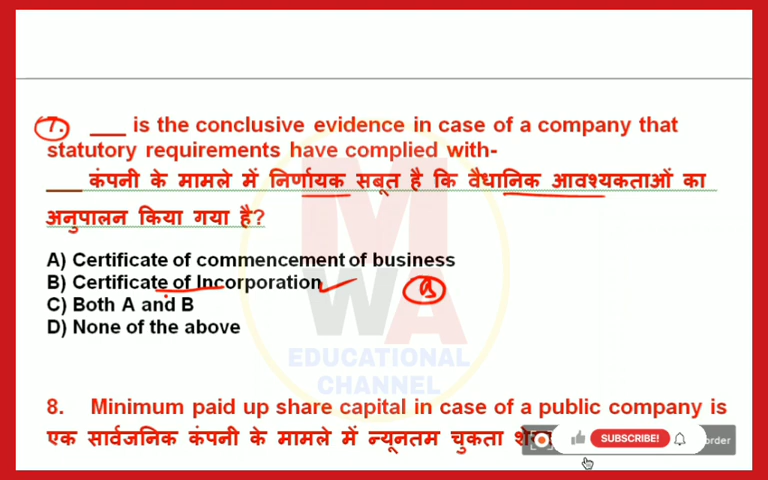 7. ___ is the conclusive evidence in case of a company that
statutory requirements have complied with-
___ कंपनी के मामले में निर्णायक सबूत है कि वैधानिक आवश्यकताओं का
अनुपालन किया गया है?
A) Certificate of commencement of business
B) Certificate of Incorporation
C) Both A and B
D) None of the above
MWA
EDUCATIONAL
CHANNEL
8. Minimum paid up share capital in case of a public company is
एक सार्वजनिक कंपनी के मामले में न्यूनतम चुकता
SUBSCRIBE!